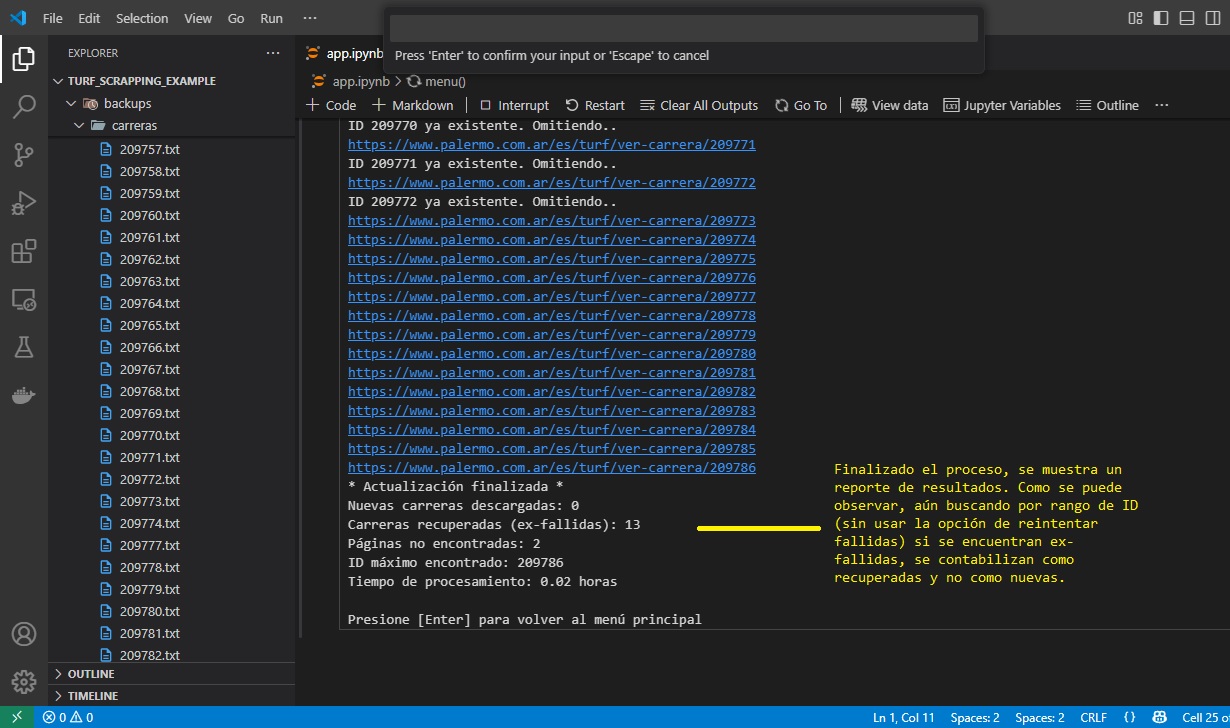 File Edit Selection View Go Run ···
Press 'Enter' to confirm your input or 'Escape' to cancel
EXPLORER ···
TURF_SCRAPPING_EXAMPLE
backups
carreras
209757.txt
209758.txt
209759.txt
209760.txt
209761.txt
209762.txt
209763.txt
209764.txt
209765.txt
209766.txt
209767.txt
209768.txt
209769.txt
209770.txt
209771.txt
209772.txt
209773.txt
209774.txt
209777.txt
209778.txt
209779.txt
209780.txt
209781.txt
209782.txt
OUTLINE
TIMELINE
app.ipynb
app.ipynb > menu()
+ Code + Markdown | Interrupt Restart Clear All Outputs Go To | View data Jupyter Variables Outline ···
ID 209770 ya existente. Omitiendo..
https://www.palermo.com.ar/es/turf/ver-carrera/209771
ID 209771 ya existente. Omitiendo..
https://www.palermo.com.ar/es/turf/ver-carrera/209772
ID 209772 ya existente. Omitiendo..
https://www.palermo.com.ar/es/turf/ver-carrera/209773
https://www.palermo.com.ar/es/turf/ver-carrera/209774
https://www.palermo.com.ar/es/turf/ver-carrera/209775
https://www.palermo.com.ar/es/turf/ver-carrera/209776
https://www.palermo.com.ar/es/turf/ver-carrera/209777
https://www.palermo.com.ar/es/turf/ver-carrera/209778
https://www.palermo.com.ar/es/turf/ver-carrera/209779
https://www.palermo.com.ar/es/turf/ver-carrera/209780
https://www.palermo.com.ar/es/turf/ver-carrera/209781
https://www.palermo.com.ar/es/turf/ver-carrera/209782
https://www.palermo.com.ar/es/turf/ver-carrera/209783
https://www.palermo.com.ar/es/turf/ver-carrera/209784
https://www.palermo.com.ar/es/turf/ver-carrera/209785
https://www.palermo.com.ar/es/turf/ver-carrera/209786
* Actualización finalizada *
Nuevas carreras descargadas: 0
Carreras recuperadas (ex-fallidas): 13
Páginas no encontradas: 2
ID máximo encontrado: 209786
Tiempo de procesamiento: 0.02 horas
Presione [Enter] para volver al menú principal
Finalizado el proceso, se muestra un
reporte de resultados. Como se puede
observar, aún buscando por rango de ID
(sin usar la opción de reintentar
fallidas) si se encuentran ex-
fallidas, se contabilizan como
recuperadas y no como nuevas.
0 0 Ln 1, Col 11 Spaces: 2 Spaces: 2 CRLF {} Cell 25 o